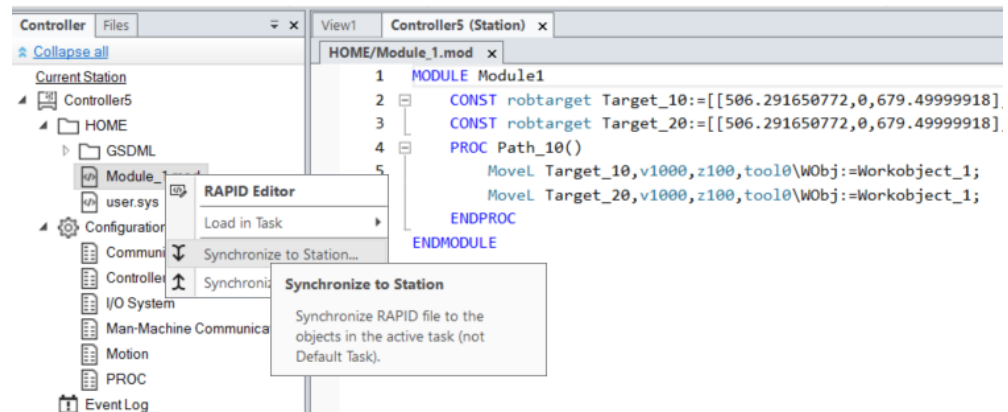 Controller Files
Collapse all
Current Station
Controller5
HOME
GSDML
Module_1.mod
user.sys
Configuration
Communi
Controller
I/O System
Man-Machine Communica
Motion
PROC
Event Log
RAPID Editor
Load in Task
Synchronize to Station...
Synchroniz
Synchronize to Station
Synchronize RAPID file to the
objects in the active task (not
Default Task).
View1 Controller5 (Station)
HOME/Module_1.mod
1 MODULE Module1
2 CONST robtarget Target_10:=[[506.291650772,0,679.49999918],
3 CONST robtarget Target_20:=[[506.291650772,0,679.49999918],
4 PROC Path_10()
5 MoveL Target_10,v1000,z100,tool0\WObj:=Workobject_1;
MoveL Target_20,v1000,z100,tool0\WObj:=Workobject_1;
ENDPROC
ENDMODULE